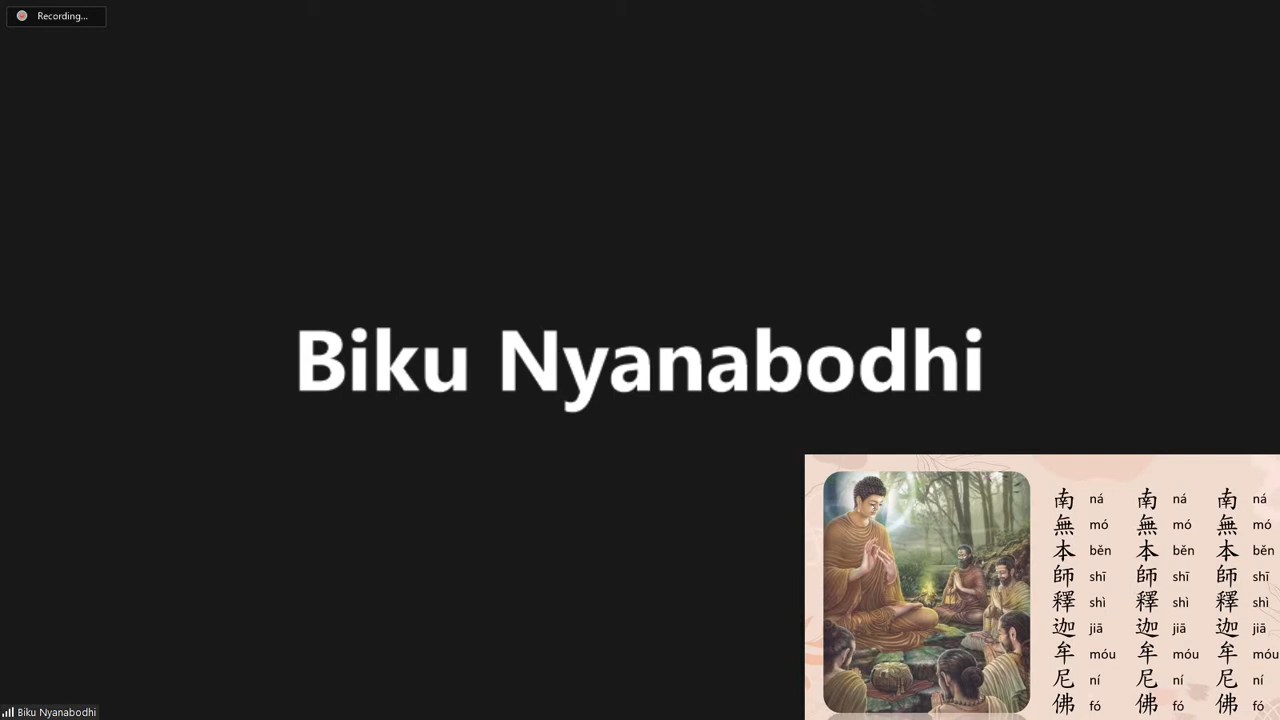 Recording...
Biku Nyanabodhi
南 ná 南 ná 南 ná
無 mó 無 mó 無 mó
本 běn 本 běn 本 běn
師 shī 師 shī 師 shī
釋 shì 釋 shì 釋 shì
迦 jiā 迦 jiā 迦 jiā
牟 móu 牟 móu 牟 móu
尼 ní 尼 ní 尼 ní
佛 fó 佛 fó 佛 fó
Biku Nyanabodhi